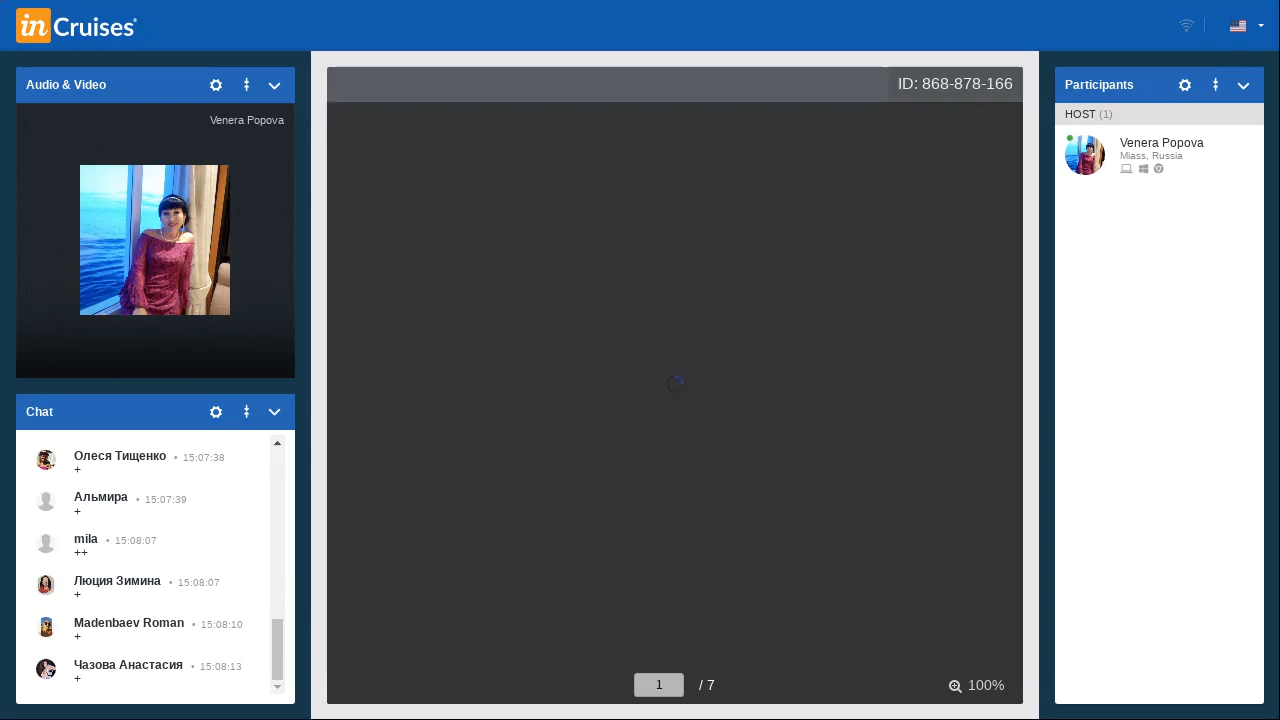 in Cruises
Audio & Video
Venera Popova
Chat
Олеся Тищенко • 15:07:38
+
Альмира • 15:07:39
+
mila • 15:08:07
++
Люция Зимина • 15:08:07
+
Madenbaev Roman • 15:08:10
+
Чазова Анастасия • 15:08:13
+
ID: 868-878-166
1 / 7
100%
Participants
HOST (1)
Venera Popova
Miass, Russia